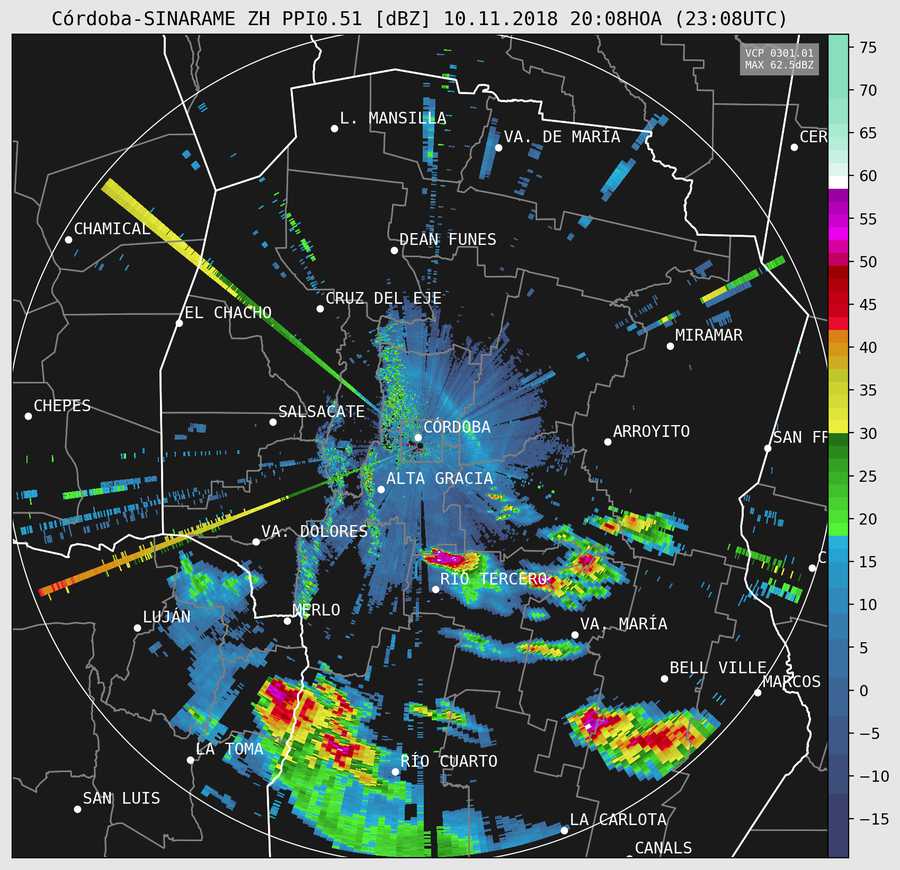 Córdoba-SINARAME ZH PPI0.51 [dBZ] 10.11.2018 20:08HOA (23:08UTC)
VCP 0301.01
MAX 62.5dBZ
75
70
65
60
55
50
45
40
35
30
25
20
15
10
5
0
−5
−10
−15
L. MANSILLA
VA. DE MARÍA
CER
CHAMICAL
DEAN FUNES
CRUZ DEL EJE
EL CHACHO
MIRAMAR
CHEPES
SALSACATE
CÓRDOBA
ARROYITO
SAN FR
ALTA GRACIA
VA. DOLORES
C
RÍO TERCERO
LUJÁN
MERLO
VA. MARÍA
BELL VILLE
MARCOS
LA TOMA
RÍO CUARTO
SAN LUIS
LA CARLOTA
CANALS